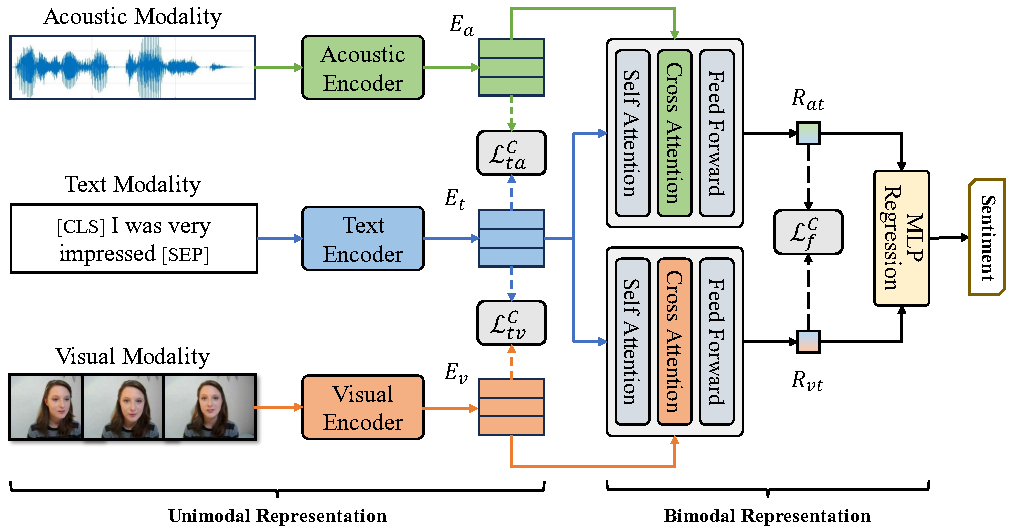 Acoustic Modality
Acoustic
Encoder
E_a
Self Attention
Cross Attention
Feed Forward
R_{at}
\mathcal{L}_{ta}^{C}
Text Modality
[CLS] I was very
impressed [SEP]
Text
Encoder
E_t
\mathcal{L}_{f}^{C}
MLP
Regression
Sentiment
\mathcal{L}_{tv}^{C}
Self Attention
Cross Attention
Feed Forward
R_{vt}
Visual Modality
Visual
Encoder
E_v
Unimodal Representation
Bimodal Representation